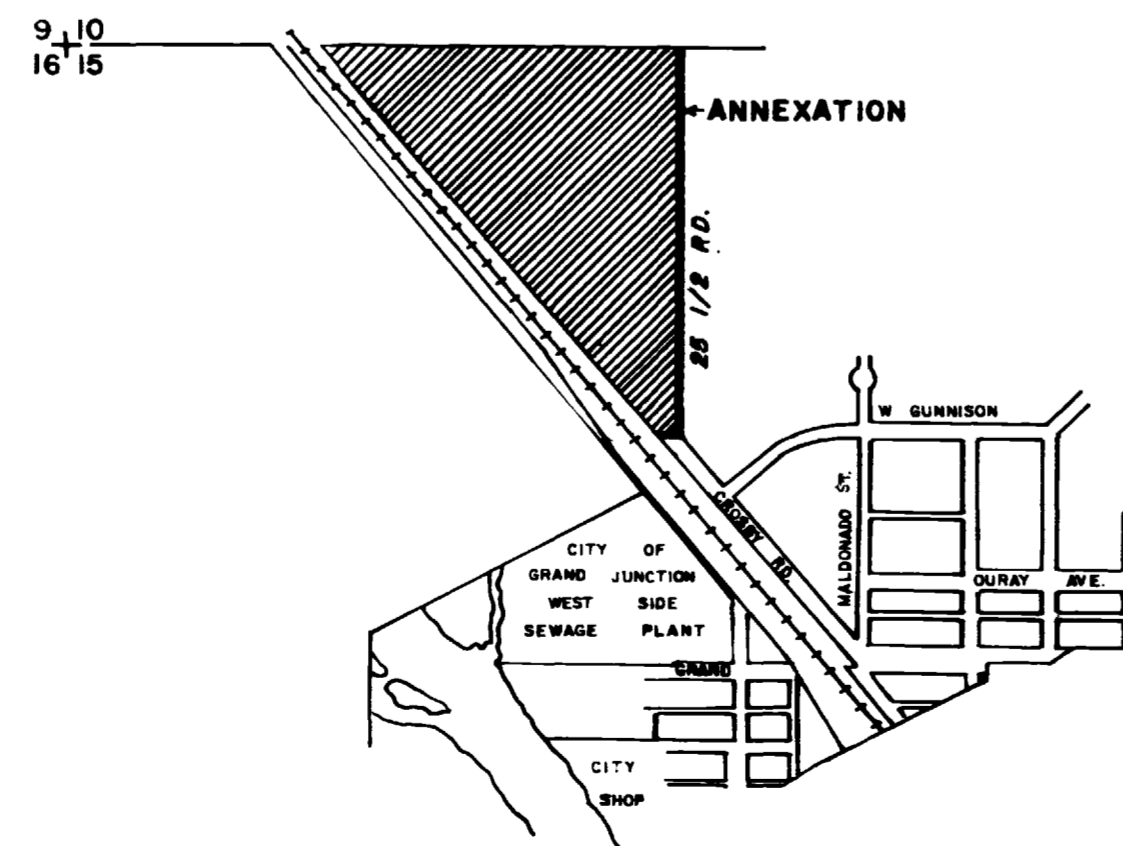 9 10
16 15
ANNEXATION
25 1/2 RD.
W GUNNISON
MALDONADO ST.
CROSBY RD.
OURAY AVE.
CITY OF
GRAND JUNCTION
WEST SIDE
SEWAGE PLANT
GRAND
CITY
SHOP